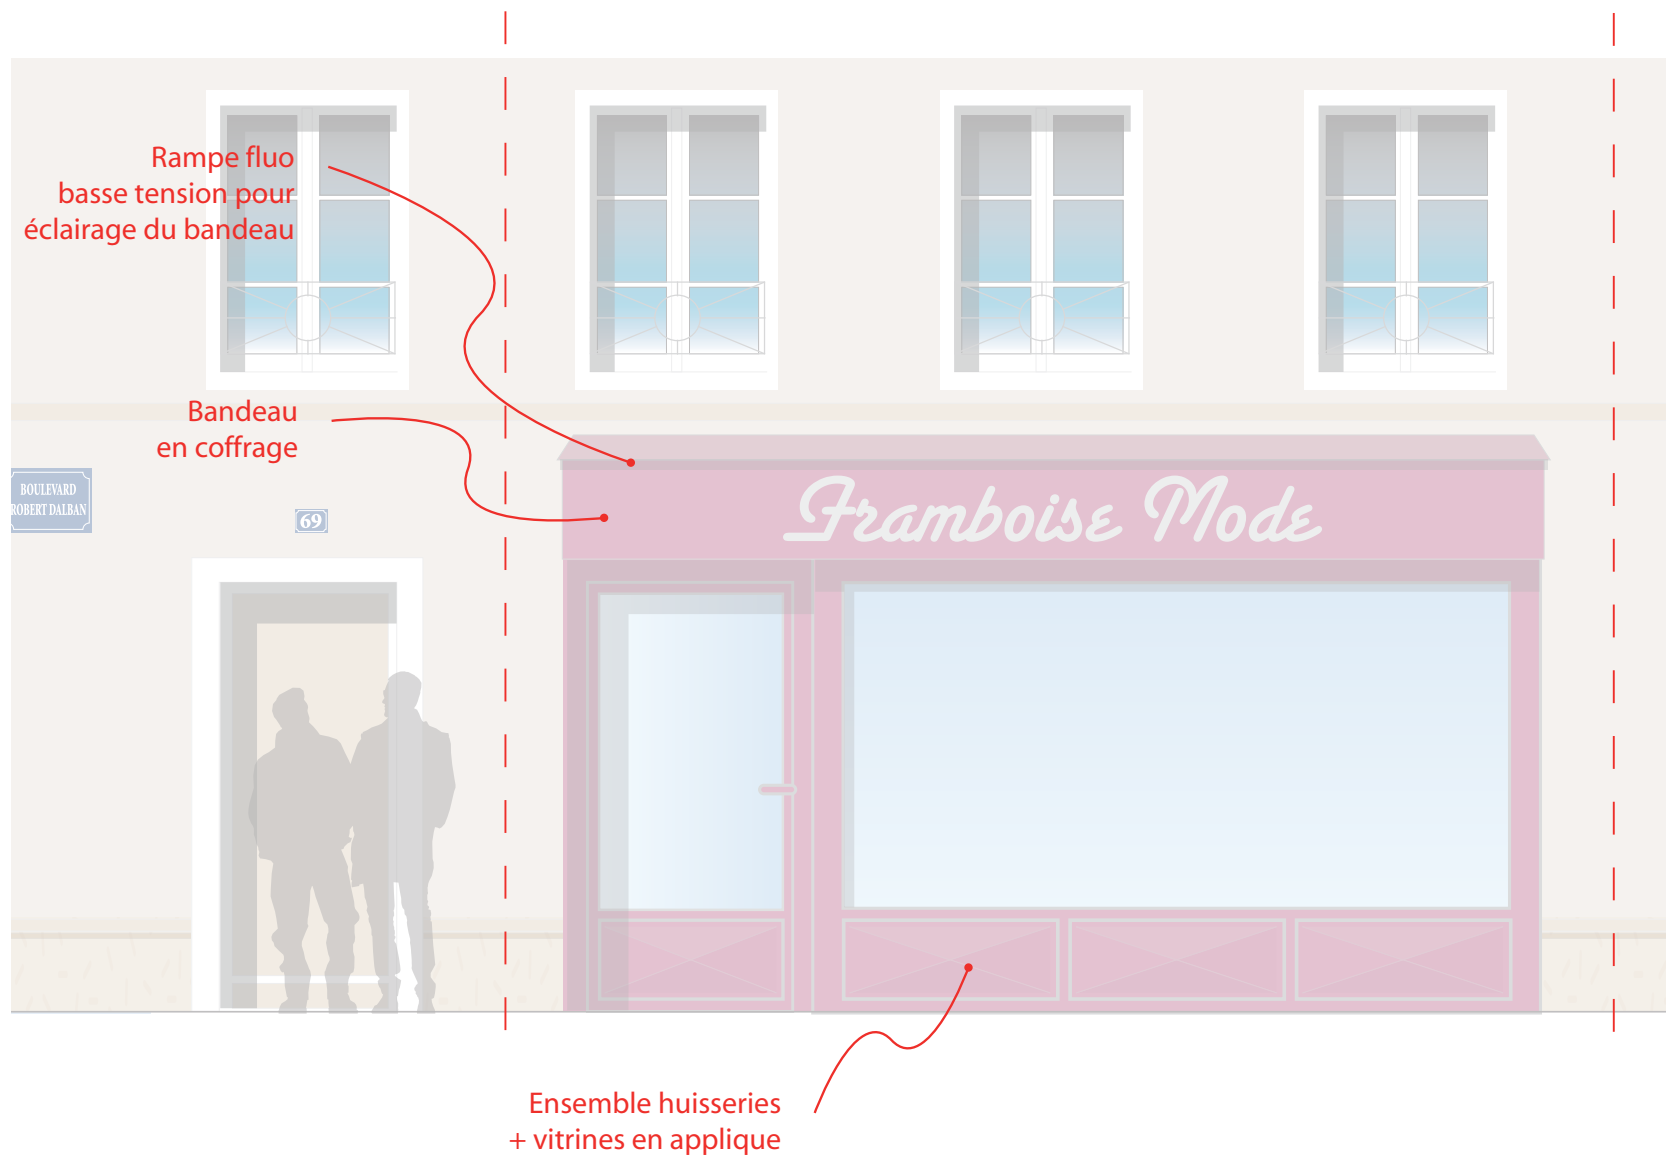 Rampe fluo
basse tension pour
éclairage du bandeau
Bandeau
en coffrage
BOULEVARD
ROBERT DALBAN
69
Framboise Mode
Ensemble huisseries
+ vitrines en applique